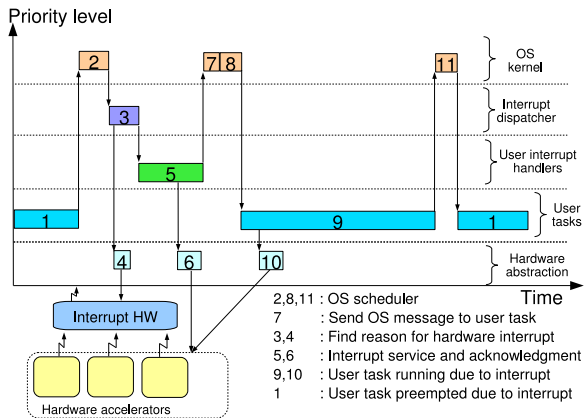 Priority level
2
7 8
11
OS
kernel
3
Interrupt
dispatcher
5
User interrupt
handlers
1
9
1
User
tasks
4
6
10
Hardware
abstraction
Time
Interrupt HW
Hardware accelerators
2,8,11 : OS scheduler
7 : Send OS message to user task
3,4 : Find reason for hardware interrupt
5,6 : Interrupt service and acknowledgment
9,10 : User task running due to interrupt
1 : User task preempted due to interrupt